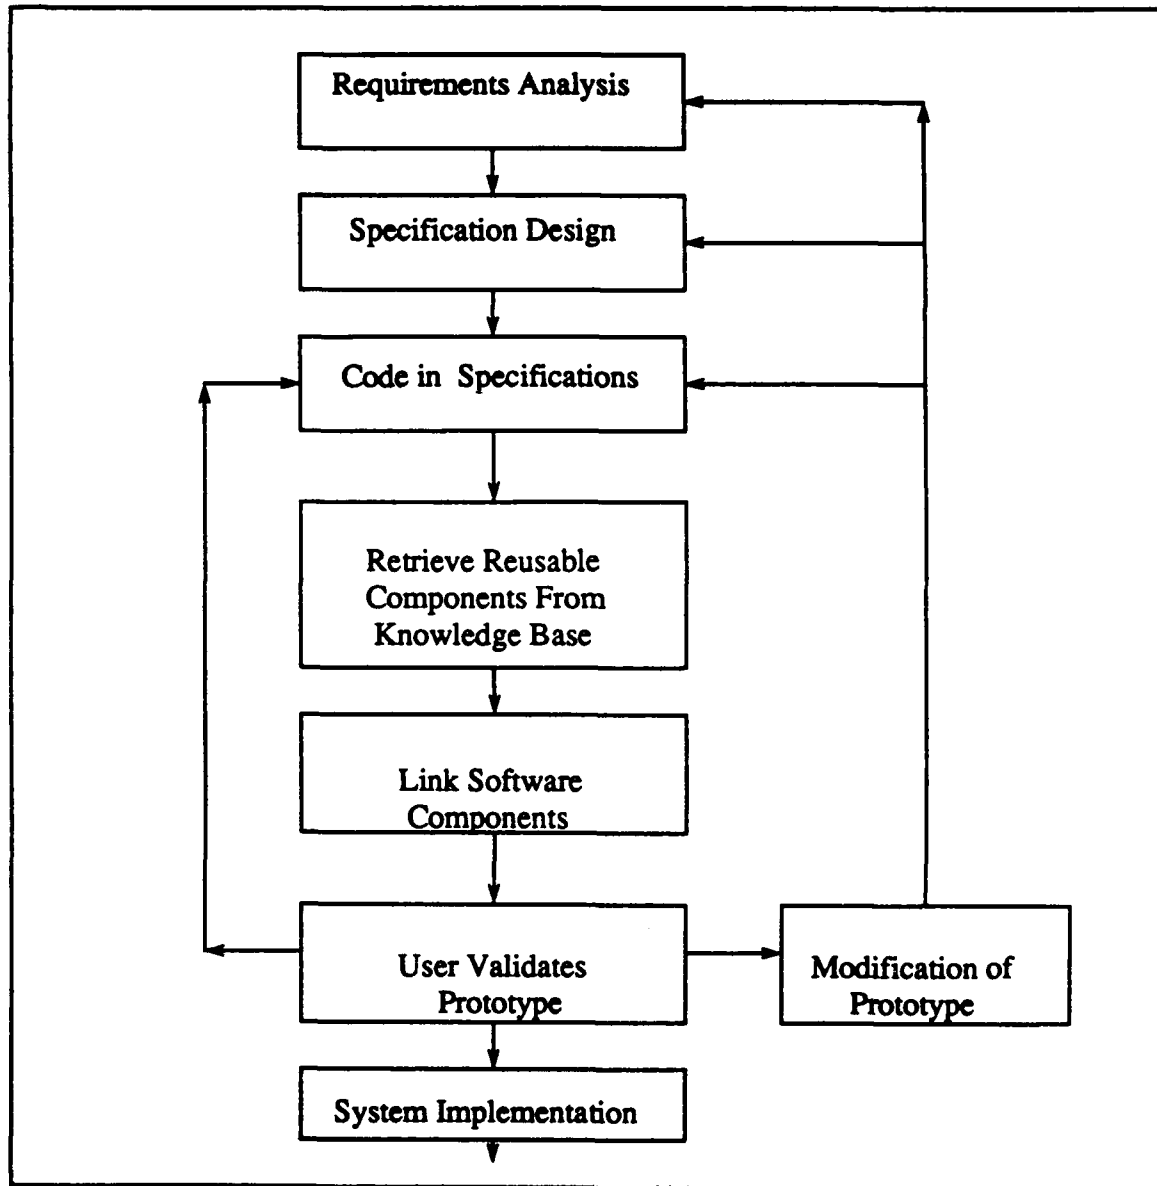 Requirements Analysis
Specification Design
Code in Specifications
Retrieve Reusable
Components From
Knowledge Base
Link Software
Components
User Validates
Prototype
Modification of
Prototype
System Implementation